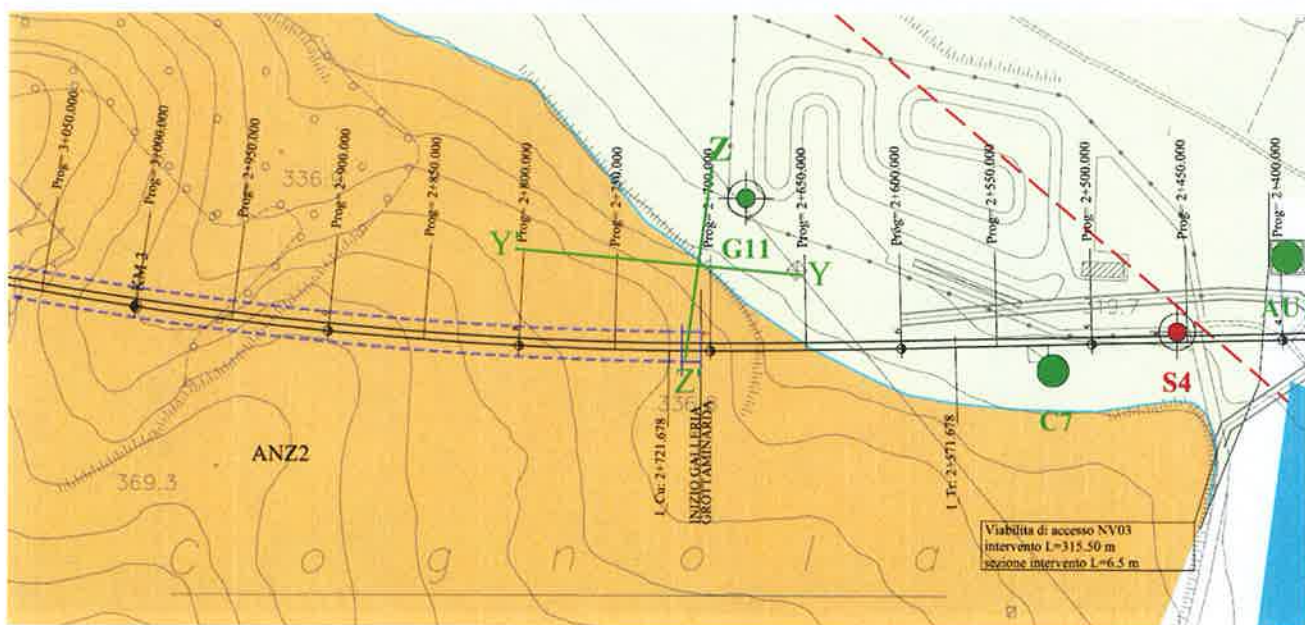 Prog= 3+050.000
Prog= 3+000.000
Prog= 2+950.000
Prog= 2+900.000
Prog= 2+850.000
Prog= 2+800.000
Prog= 2+750.000
Prog= 2+700.000
Prog= 2+650.000
Prog= 2+600.000
Prog= 2+550.000
Prog= 2+500.000
Prog= 2+450.000
Prog= 2+400.000
Z
Y'
G11
Y
KM 3
AU
Z'
S4
C7
ANZ2
369.3
I_Cu: 2+721.678
INIZIO GALLERIA
GROTTAMINARDA
I_Tr: 2+571.678
Viabilita di accesso NV03
intervento L=315.50 m
sezione intervento L=6.5 m
Cognola